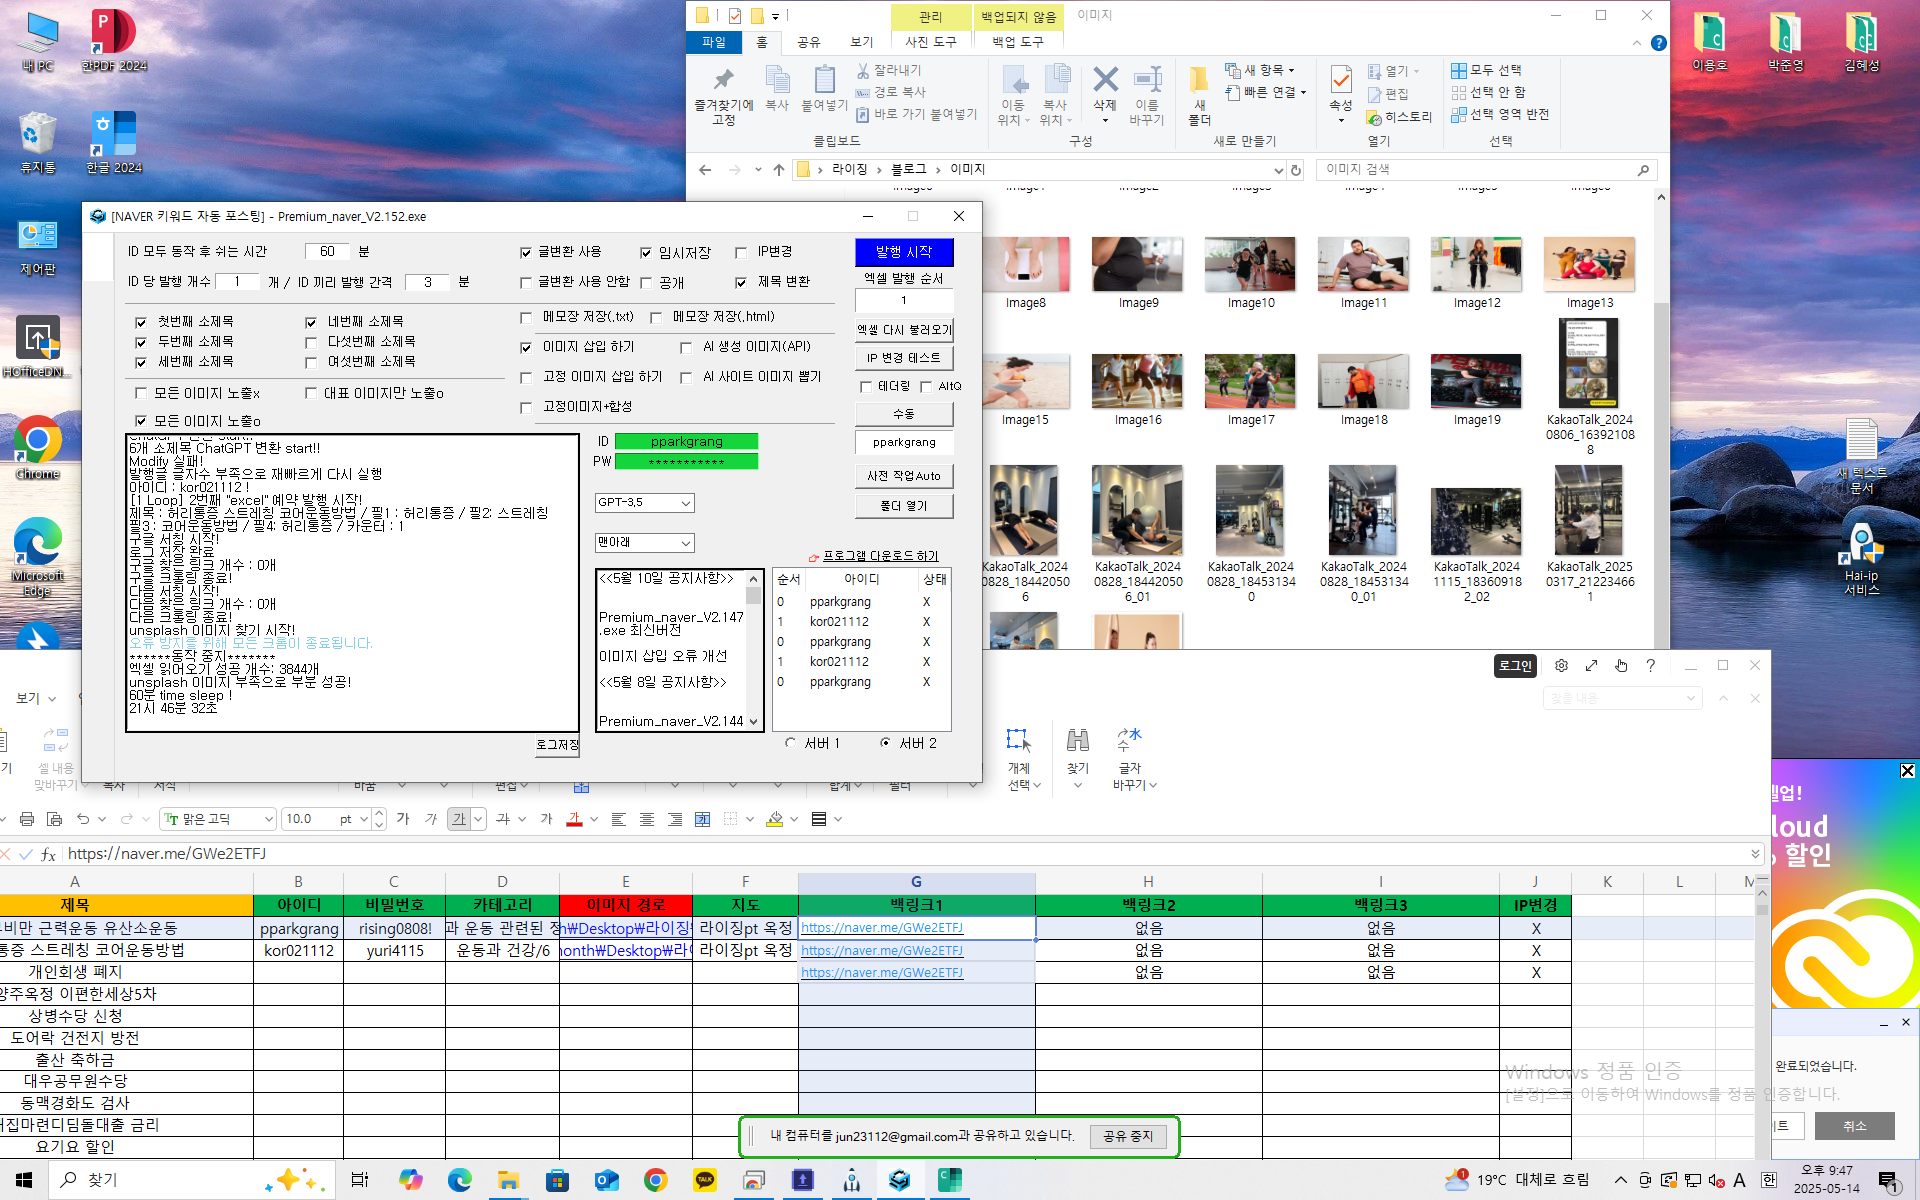 내 PC
한PDF 2024
휴지통
한글 2024
제어판
HOfficeDN...
Chrome
Microsoft Edge
이용호
박준영
김혜성
새 텍스트 문서
Hai-ip 서비스
관리
백업되지 않음
이미지
파일
홈
공유
보기
사진 도구
백업 도구
즐겨찾기에 고정
복사
붙여넣기
잘라내기
경로 복사
바로 가기 붙여넣기
클립보드
이동 위치
복사 위치
삭제
이름 바꾸기
구성
새 폴더
새 항목
빠른 연결
새로 만들기
속성
열기
편집
히스토리
열기
모두 선택
선택 안 함
선택 영역 반전
선택
라이징 › 블로그 › 이미지
이미지 검색
Image8
Image9
Image10
Image11
Image12
Image13
Image15
Image16
Image17
Image18
Image19
KakaoTalk_20240806_163921088
KakaoTalk_20240828_184420506
KakaoTalk_20240828_184420506_01
KakaoTalk_20240828_184531340
KakaoTalk_20240828_184531340_01
KakaoTalk_20241115_183609182_02
KakaoTalk_20250317_212234661
[NAVER 키워드 자동 포스팅] - Premium_naver_V2.152.exe
ID 모두 동작 후 쉬는 시간 60 분
ID 당 발행 개수 1 개 / ID 끼리 발행 간격 3 분
글변환 사용
임시저장
IP변경
글변환 사용 안함
공개
제목 변환
첫번째 소제목
네번째 소제목
두번째 소제목
다섯번째 소제목
세번째 소제목
여섯번째 소제목
모든 이미지 노출x
대표 이미지만 노출o
모든 이미지 노출o
메모장 저장(.txt)
메모장 저장(.html)
이미지 삽입 하기
AI 생성 이미지(API)
고정 이미지 삽입 하기
AI 사이트 이미지 뽑기
고정이미지+합성
발행 시작
엑셀 발행 순서
1
엑셀 다시 불러오기
IP 변경 테스트
테더링
AltQ
수동
pparkgrang
사전 작업Auto
폴더 열기
ID pparkgrang
PW ***********
GPT-3.5
맨아래
프로그램 다운로드 하기
6개 소제목 ChatGPT 변환 start!!
Modify 실패!
발행글 글자수 부족으로 재빠르게 다시 실행
아이디 : kor021112 !
[1 Loop] 2번째 "excel" 예약 발행 시작!
제목 : 허리통증 스트레칭 코어운동방법 / 필1 : 허리통증 / 필2: 스트레칭
필3 : 코어운동방법 / 필4: 허리통증 / 카운터 : 1
구글 서칭 시작!
로그 저장 완료
구글 찾은 링크 개수 : 0개
구글 크롤링 종료!
다음 서칭 시작!
다음 찾은 링크 개수 : 0개
다음 크롤링 종료!
unsplash 이미지 찾기 시작!
오류 방지를 위해 모든 크롬이 종료됩니다.
******동작 중지*******
엑셀 읽어오기 성공 개수: 3844개
unsplash 이미지 부족으로 부분 성공!
60분 time sleep !
21시 46분 32초
로그저장
<<5월 10일 공지사항>>
Premium_naver_V2.147
.exe 최신버전
이미지 삽입 오류 개선
<<5월 8일 공지사항>>
Premium_naver_V2.144
순서 아이디 상태
0 pparkgrang X
1 kor021112 X
0 pparkgrang X
1 kor021112 X
0 pparkgrang X
서버 1
서버 2
로그인
찾을 내용
보기
셀 내용 맞바꾸기
개체 선택
찾기
글자 바꾸기
맑은 고딕
10.0 pt
https://naver.me/GWe2ETFJ
A B C D E F G H I J K L M
제목 아이디 비밀번호 카테고리 이미지 경로 지도 백링크1 백링크2 백링크3 IP변경
비만 근력운동 유산소운동 pparkgrang rising0808! 과 운동 관련된 정 h₩Desktop₩라이징₩ 라이징pt 옥정 https://naver.me/GWe2ETFJ 없음 없음 X
통증 스트레칭 코어운동방법 kor021112 yuri4115 운동과 건강/6 month₩Desktop₩라이 라이징pt 옥정 https://naver.me/GWe2ETFJ 없음 없음 X
개인회생 폐지 https://naver.me/GWe2ETFJ 없음 없음 X
양주옥정 이편한세상5차
상병수당 신청
도어락 건전지 방전
출산 축하금
대우공무원수당
동맥경화도 검사
내집마련디딤돌대출 금리
요기요 할인
Windows 정품 인증
[설정]으로 이동하여 Windows를 정품 인증합니다.
내 컴퓨터를 jun23112@gmail.com과 공유하고 있습니다.
공유 중지
loud
할인
완료되었습니다.
취소
찾기
19°C 대체로 흐림
오후 9:47
2025-05-14